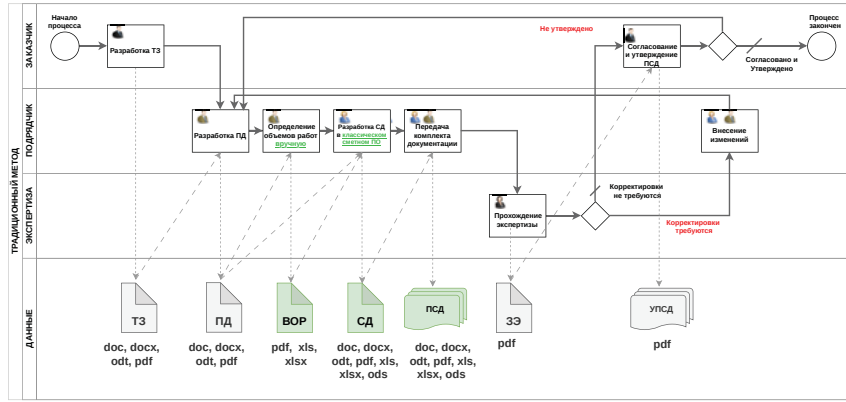 ТРАДИЦИОННЫЙ МЕТОД
ЗАКАЗЧИК
Начало
процесса
Разработка ТЗ
Не утверждено
Согласование
и утверждение
ПСД
Согласовано и
Утверждено
Процесс
закончен
ПОДРЯДЧИК
Разработка ПД
Определение
объемов работ
вручную
Разработка СД
в классическом
сметном ПО
Передача
комплекта
документации
Внесение
изменений
ЭКСПЕРТИЗА
Прохождение
экспертизы
Корректировки
не требуются
Корректировки
требуются
ДАННЫЕ
ТЗ
doc, docx,
odt, pdf
ПД
doc, docx,
odt, pdf
ВОР
pdf, xls,
xlsx
СД
doc, docx,
odt, pdf, xls,
xlsx, ods
ПСД
doc, docx,
odt, pdf, xls,
xlsx, ods
ЗЭ
pdf
УПСД
pdf